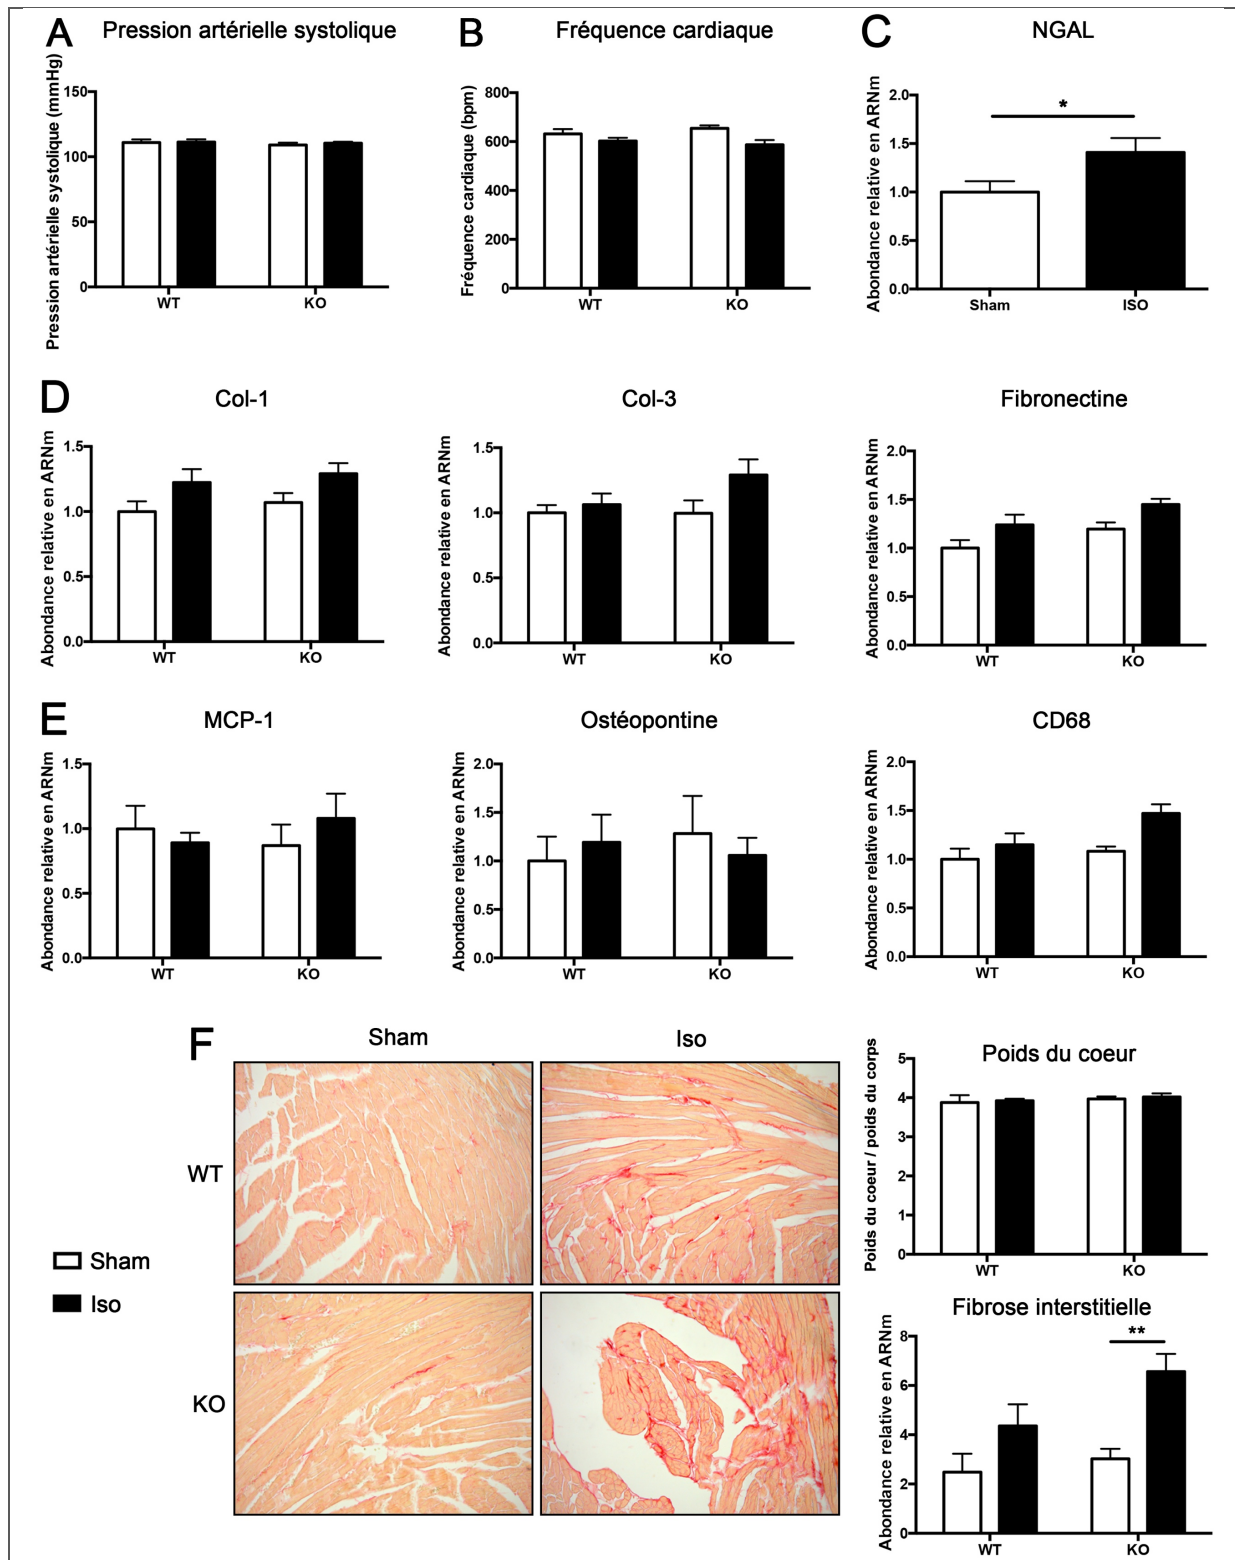 A Pression artérielle systolique
Pression artérielle systolique (mmHg)
150
100
50
0
WT KO
B Fréquence cardiaque
Fréquence cardiaque (bpm)
800
600
400
200
0
WT KO
C NGAL
Abondance relative en ARNm
2.0
1.5
1.0
0.5
0.0
*
Sham ISO
D Col-1
Abondance relative en ARNm
1.5
1.0
0.5
0.0
WT KO
Col-3
Abondance relative en ARNm
1.5
1.0
0.5
0.0
WT KO
Fibronectine
Abondance relative en ARNm
2.0
1.5
1.0
0.5
0.0
WT KO
E MCP-1
Abondance relative en ARNm
1.5
1.0
0.5
0.0
WT KO
Ostéopontine
Abondance relative en ARNm
2.0
1.5
1.0
0.5
0.0
WT KO
CD68
Abondance relative en ARNm
2.0
1.5
1.0
0.5
0.0
WT KO
F Sham Iso
WT
KO
Sham
Iso
Poids du coeur
Poids du coeur / poids du corps
5
4
3
2
1
0
WT KO
Fibrose interstitielle
Abondance relative en ARNm
8
6
4
2
0
**
WT KO